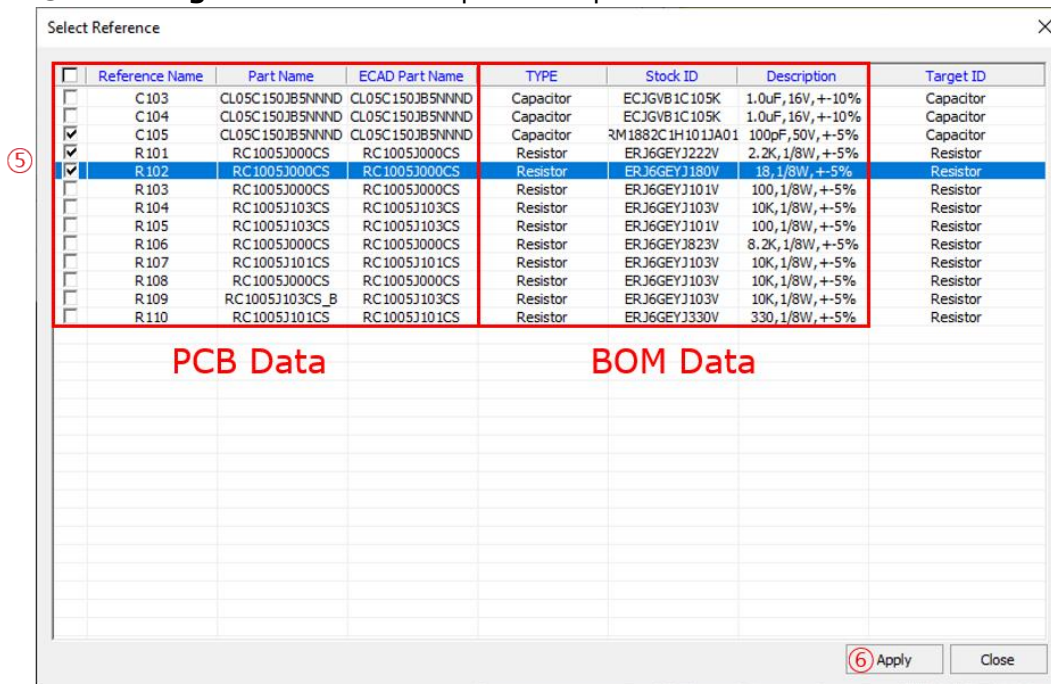 Select Reference
Reference Name Part Name ECAD Part Name TYPE Stock ID Description Target ID
C103 CL05C150JB5NNND CL05C150JB5NNND Capacitor ECJGVB1C105K 1.0uF,16V,+-10% Capacitor
C104 CL05C150JB5NNND CL05C150JB5NNND Capacitor ECJGVB1C105K 1.0uF,16V,+-10% Capacitor
C105 CL05C150JB5NNND CL05C150JB5NNND Capacitor RM1882C1H101JA01 100pF,50V,+-5% Capacitor
⑤ R101 RC1005J000CS RC1005J000CS Resistor ERJ6GEYJ222V 2.2K,1/8W,+-5% Resistor
R102 RC1005J000CS RC1005J000CS Resistor ERJ6GEYJ180V 18,1/8W,+-5% Resistor
R103 RC1005J000CS RC1005J000CS Resistor ERJ6GEYJ101V 100,1/8W,+-5% Resistor
R104 RC1005J103CS RC1005J103CS Resistor ERJ6GEYJ103V 10K,1/8W,+-5% Resistor
R105 RC1005J103CS RC1005J103CS Resistor ERJ6GEYJ101V 100,1/8W,+-5% Resistor
R106 RC1005J000CS RC1005J000CS Resistor ERJ6GEYJ823V 8.2K,1/8W,+-5% Resistor
R107 RC1005J101CS RC1005J101CS Resistor ERJ6GEYJ103V 10K,1/8W,+-5% Resistor
R108 RC1005J000CS RC1005J000CS Resistor ERJ6GEYJ103V 10K,1/8W,+-5% Resistor
R109 RC1005J103CS_B RC1005J103CS Resistor ERJ6GEYJ103V 10K,1/8W,+-5% Resistor
R110 RC1005J101CS RC1005J101CS Resistor ERJ6GEYJ330V 330,1/8W,+-5% Resistor
PCB Data BOM Data
⑥ Apply Close